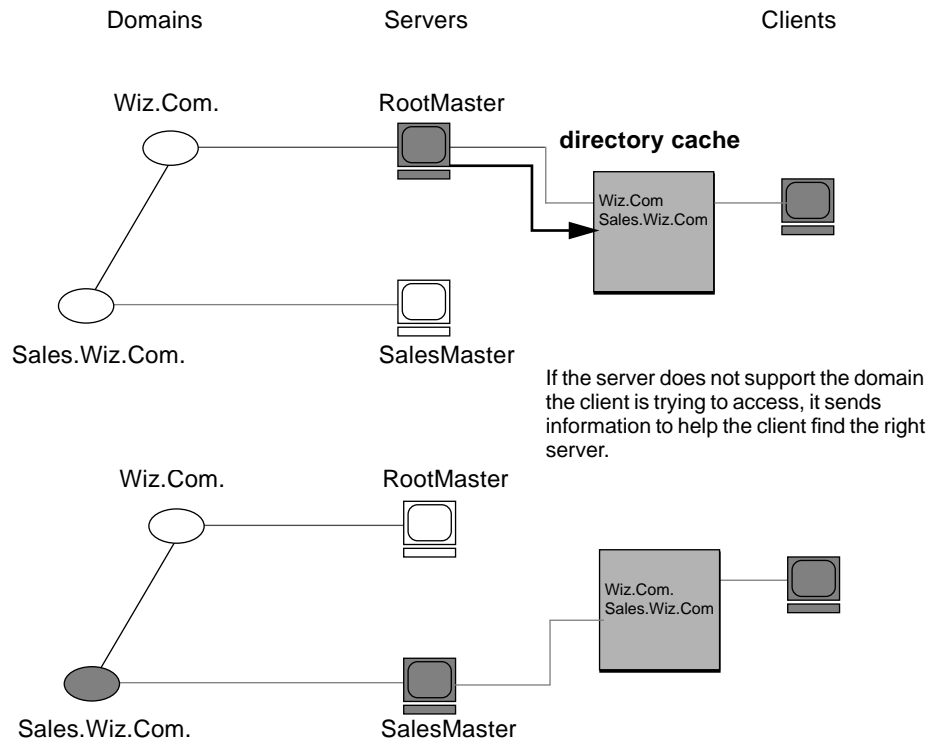 Domains Servers Clients
Wiz.Com. RootMaster
directory cache
Wiz.Com
Sales.Wiz.Com
Sales.Wiz.Com. SalesMaster
If the server does not support the domain
the client is trying to access, it sends
information to help the client find the right
server.
Wiz.Com. RootMaster
Wiz.Com.
Sales.Wiz.Com
Sales.Wiz.Com. SalesMaster